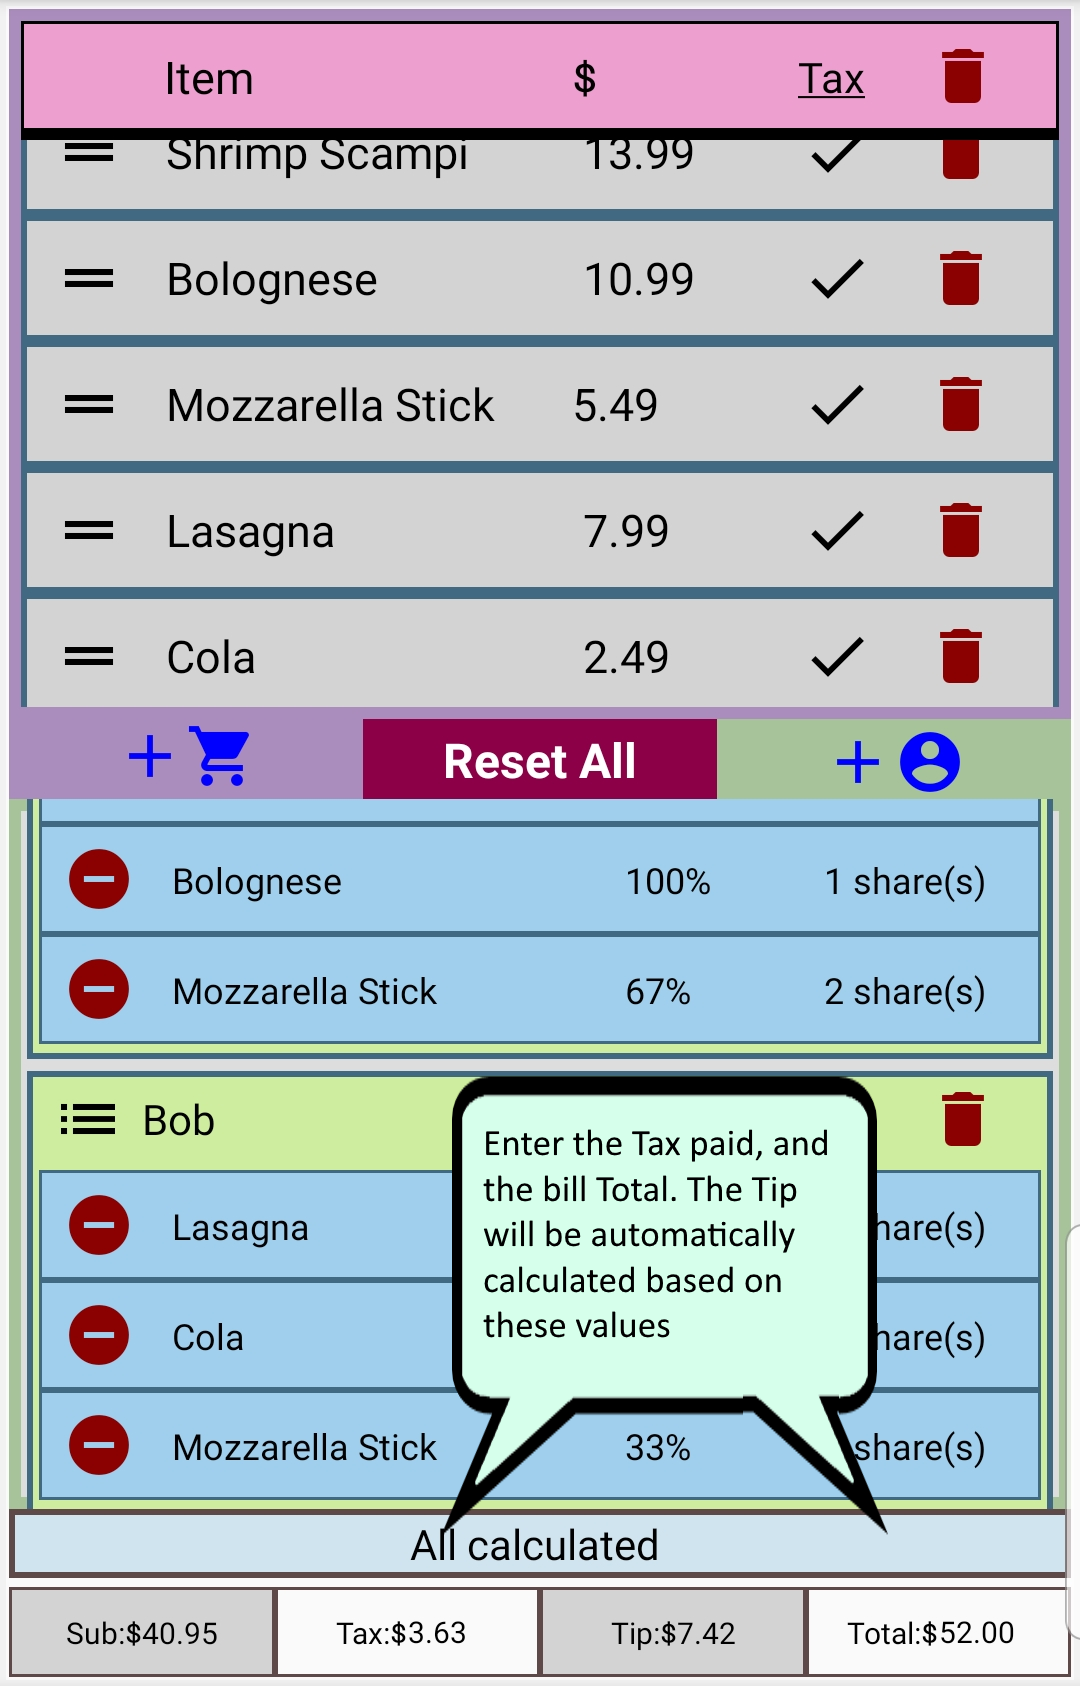 Item $ Tax
Shrimp Scampi 13.99
Bolognese 10.99
Mozzarella Stick 5.49
Lasagna 7.99
Cola 2.49
Reset All
Bolognese 100% 1 share(s)
Mozzarella Stick 67% 2 share(s)
Bob
Enter the Tax paid, and
the bill Total. The Tip
will be automatically
calculated based on
these values
Lasagna
Cola
Mozzarella Stick 33% share(s)
All calculated
Sub:$40.95 Tax:$3.63 Tip:$7.42 Total:$52.00